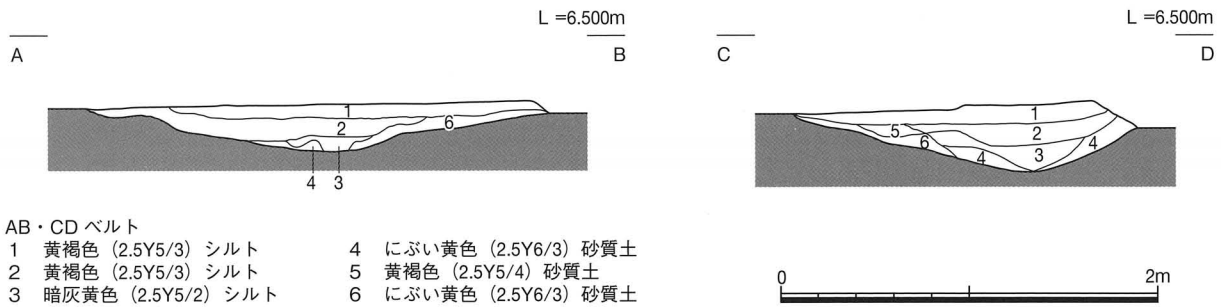 L =6.500m
L =6.500m
A B C D
1
2
6
4 3
1
2
5
6
4
3
4
AB・CD ベルト
1 黄褐色（2.5Y5/3）シルト
2 黄褐色（2.5Y5/3）シルト
3 暗灰黄色（2.5Y5/2）シルト
4 にぶい黄色（2.5Y6/3）砂質土
5 黄褐色（2.5Y5/4）砂質土
6 にぶい黄色（2.5Y6/3）砂質土
0 2m